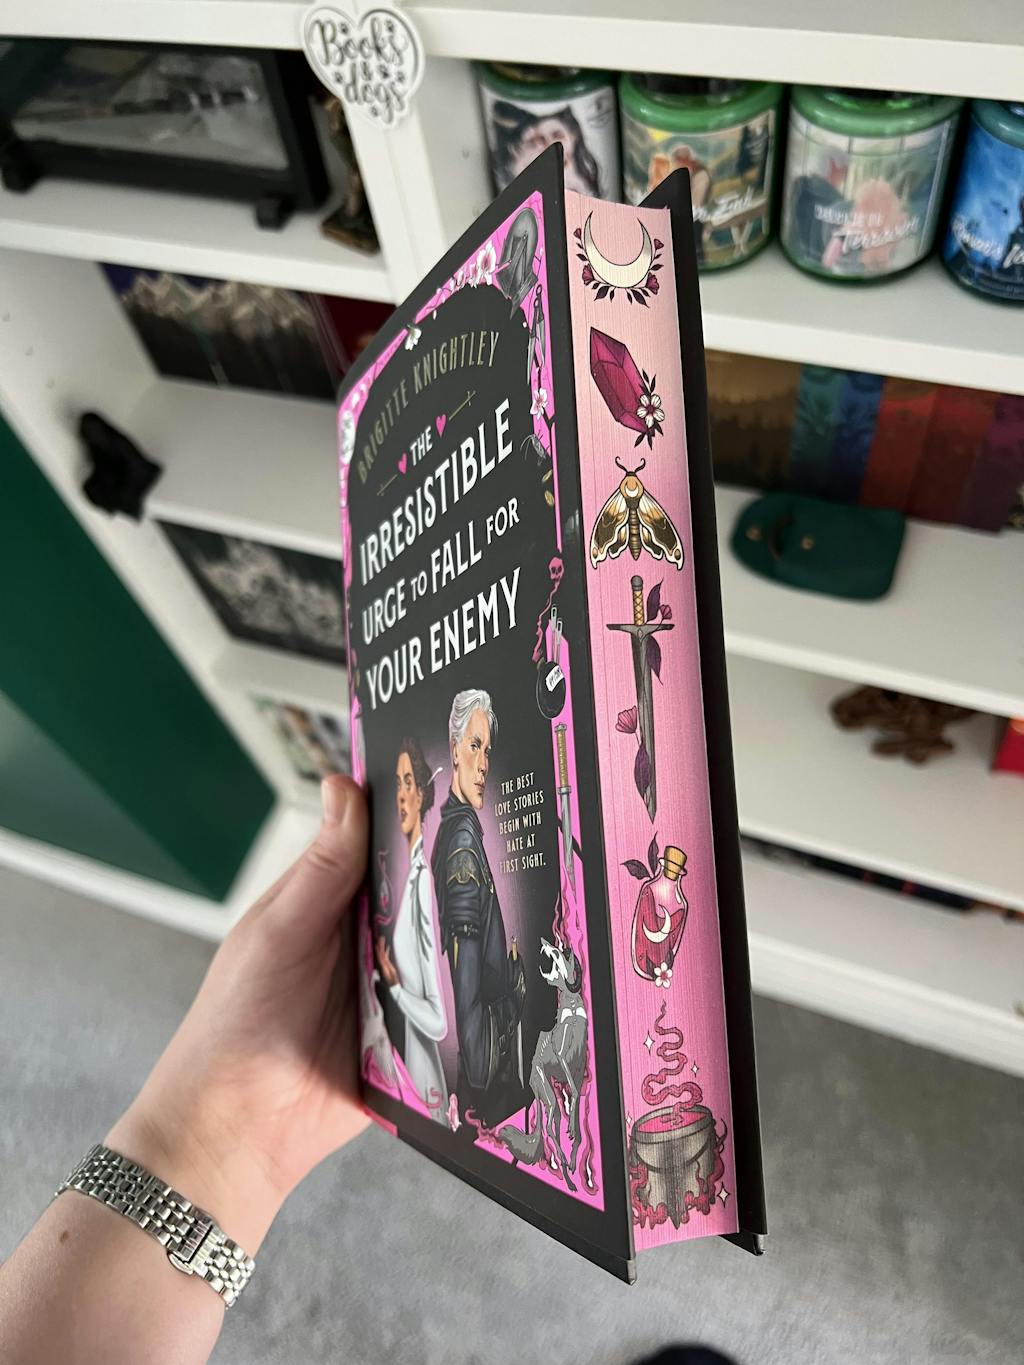 Books
&
dogs
BRIGITTE KNIGHTLEY
THE
IRRESISTIBLE
URGE TO FALL FOR
YOUR ENEMY
THE BEST
LOVE STORIES
BEGIN WITH
HATE AT
FIRST SIGHT.